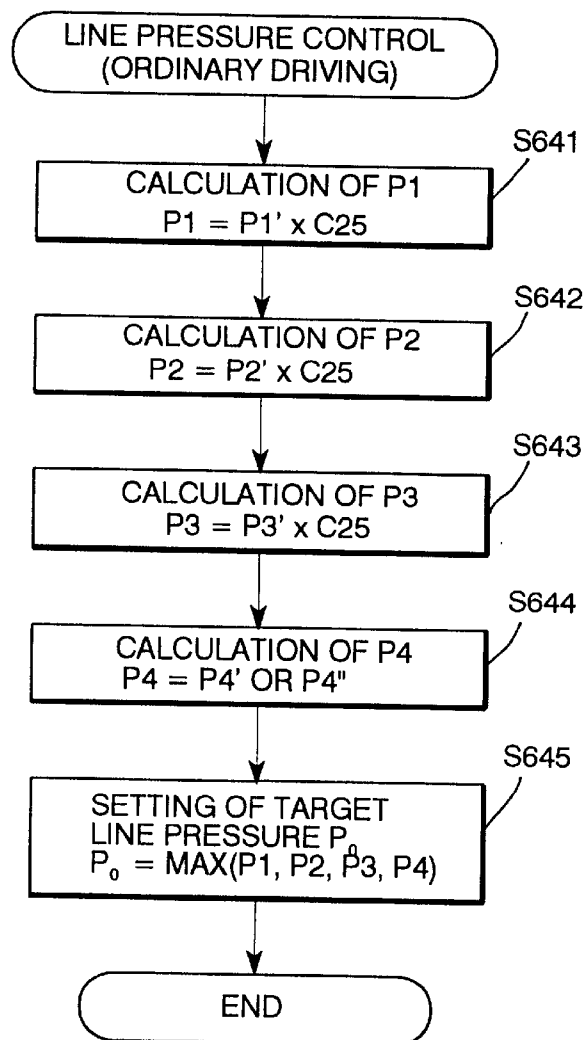 LINE PRESSURE CONTROL
(ORDINARY DRIVING)
S641
CALCULATION OF P1
P1 = P1' x C25
S642
CALCULATION OF P2
P2 = P2' x C25
S643
CALCULATION OF P3
P3 = P3' x C25
S644
CALCULATION OF P4
P4 = P4' OR P4"
S645
SETTING OF TARGET
LINE PRESSURE P₀
P₀ = MAX(P1, P2, P3, P4)
END